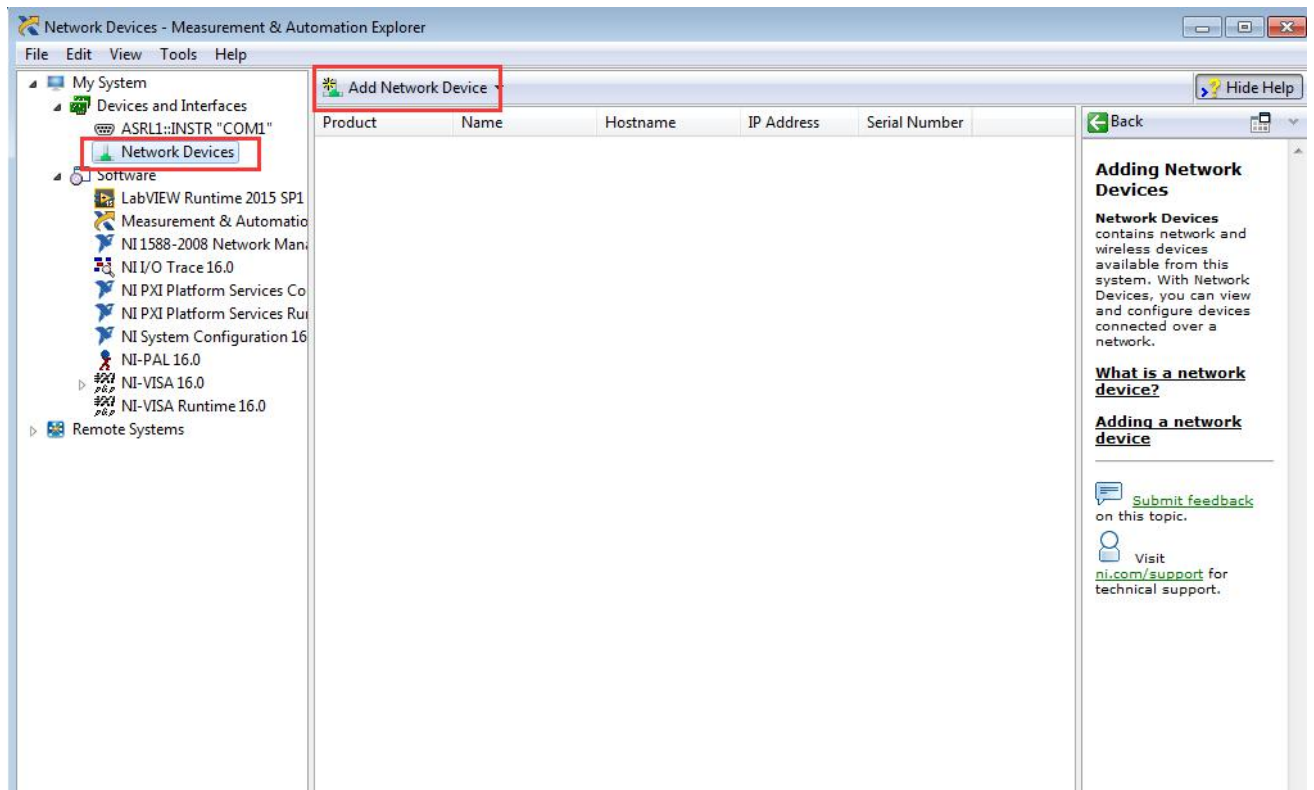 Network Devices - Measurement & Automation Explorer
File Edit View Tools Help
My System
Devices and Interfaces
ASRL1::INSTR "COM1"
Network Devices
Software
LabVIEW Runtime 2015 SP1
Measurement & Automatio
NI 1588-2008 Network Mana
NI I/O Trace 16.0
NI PXI Platform Services Co
NI PXI Platform Services Ru
NI System Configuration 16
NI-PAL 16.0
NI-VISA 16.0
NI-VISA Runtime 16.0
Remote Systems
Add Network Device
Hide Help
Product Name Hostname IP Address Serial Number
Back
Adding Network
Devices
Network Devices
contains network and
wireless devices
available from this
system. With Network
Devices, you can view
and configure devices
connected over a
network.
What is a network
device?
Adding a network
device
Submit feedback
on this topic.
Visit
ni.com/support for
technical support.